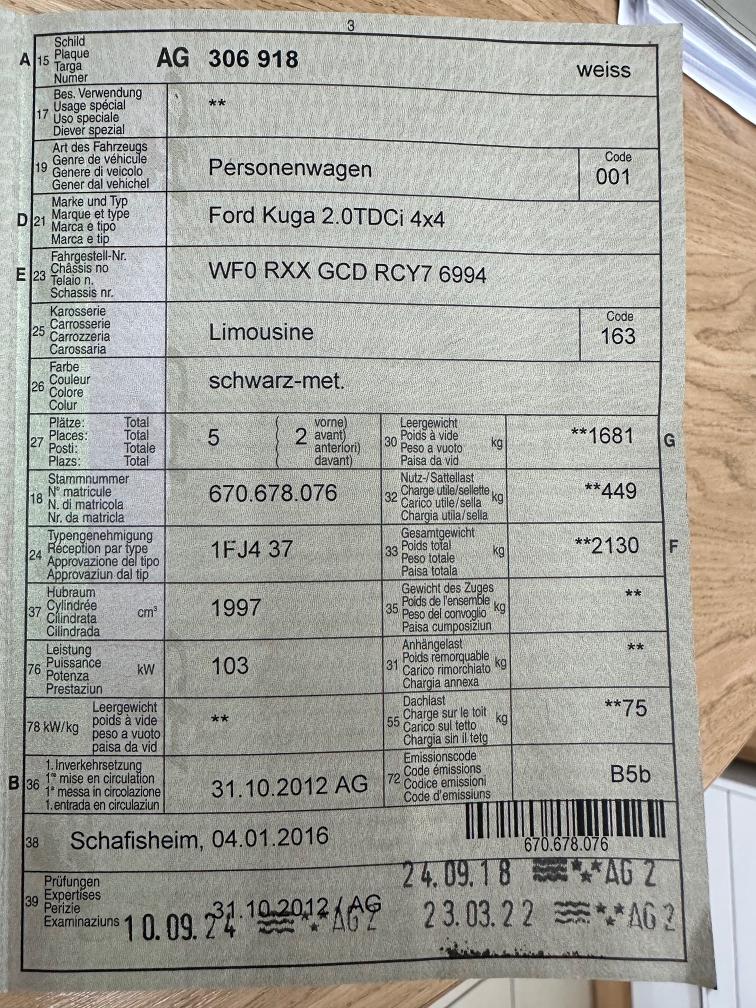 3
A 15 Schild
Plaque
Targa
Numer
AG 306 918
weiss
17 Bes. Verwendung
Usage spécial
Uso speciale
Diever spezial
**
19 Art des Fahrzeugs
Genre de véhicule
Genere di veicolo
Gener dal vehichel
Personenwagen
Code
001
D 21 Marke und Typ
Marque et type
Marca e tipo
Marca e tip
Ford Kuga 2.0TDCi 4x4
E 23 Fahrgestell-Nr.
Châssis no
Telaio n.
Schassis nr.
WF0 RXX GCD RCY7 6994
25 Karosserie
Carrosserie
Carrozzeria
Carossaria
Limousine
Code
163
26 Farbe
Couleur
Colore
Colur
schwarz-met.
27 Plätze: Total
Places: Total
Posti: Totale
Plazs: Total
5 ( 2 vorne)
( avant)
( anteriori)
( davant)
30 Leergewicht
Poids à vide
Peso a vuoto
Paisa da vid
kg
**1681
G
18 Stammnummer
N° matricule
N. di matricola
Nr. da matricla
670.678.076
32 Nutz-/Sattellast
Charge utile/sellette
Carico utile/sella
Chargia utila/sella
kg
**449
24 Typengenehmigung
Réception par type
Approvazione del tipo
Approvaziun dal tip
1FJ4 37
33 Gesamtgewicht
Poids total
Peso totale
Paisa totala
kg
**2130
F
37 Hubraum
Cylindrée
Cilindrata
Cilindrada
cm³
1997
35 Gewicht des Zuges
Poids de l'ensemble
Peso del convoglio
Paisa cumposiziun
kg
**
76 Leistung
Puissance
Potenza
Prestaziun
kW
103
31 Anhängelast
Poids remorquable
Carico rimorchiato
Chargia annexa
kg
**
78 kW/kg
Leergewicht
poids à vide
peso a vuoto
paisa da vid
**
55 Dachlast
Charge sur le toit
Carico sul tetto
Chargia sin il tetg
kg
**75
B 36 1. Inverkehrsetzung
1re mise en circulation
1a messa in circolazione
1. entrada en circulaziun
31.10.2012 AG
72 Emissionscode
Code émissions
Codice emissioni
Code d'emissiuns
B5b
38 Schafisheim, 04.01.2016
670.678.076
39 Prüfungen
Expertises
Perizie
Examinaziuns
31.10.2012 / AG
24.09.18 AG 2
10.09.24 AG 2
23.03.22 AG 2